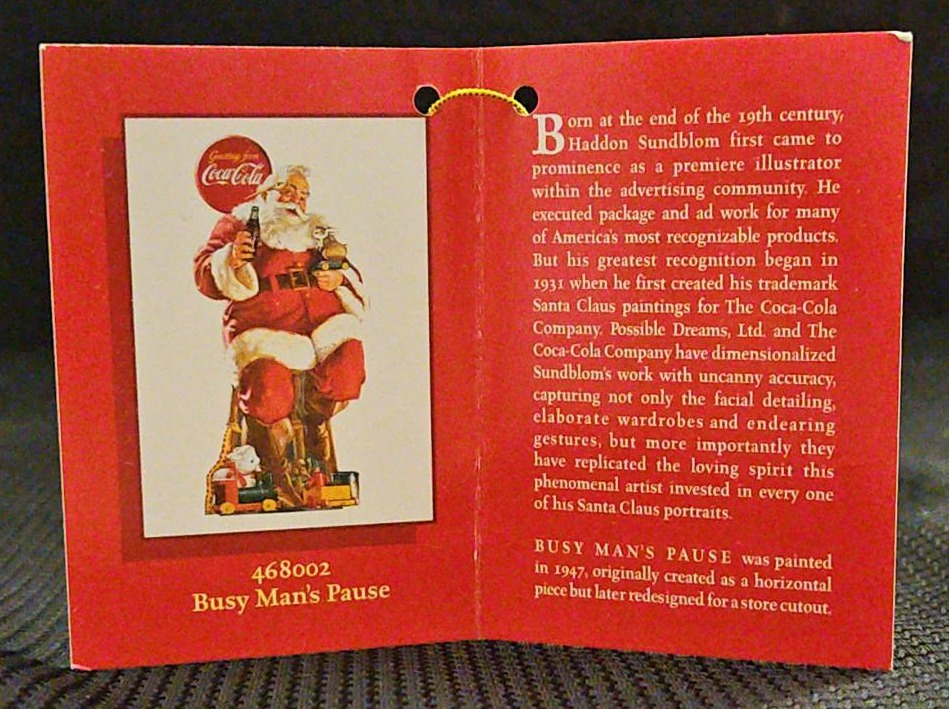 Greetings from
Coca-Cola
468002
Busy Man's Pause
Born at the end of the 19th century,
Haddon Sundblom first came to
prominence as a premiere illustrator
within the advertising community. He
executed package and ad work for many
of America's most recognizable products.
But his greatest recognition began in
1931 when he first created his trademark
Santa Claus paintings for The Coca-Cola
Company. Possible Dreams, Ltd. and The
Coca-Cola Company have dimensionalized
Sundblom's work with uncanny accuracy,
capturing not only the facial detailing,
elaborate wardrobes and endearing
gestures, but more importantly they
have replicated the loving spirit this
phenomenal artist invested in every one
of his Santa Claus portraits.
BUSY MAN'S PAUSE was painted
in 1947, originally created as a horizontal
piece but later redesigned for a store cutout.